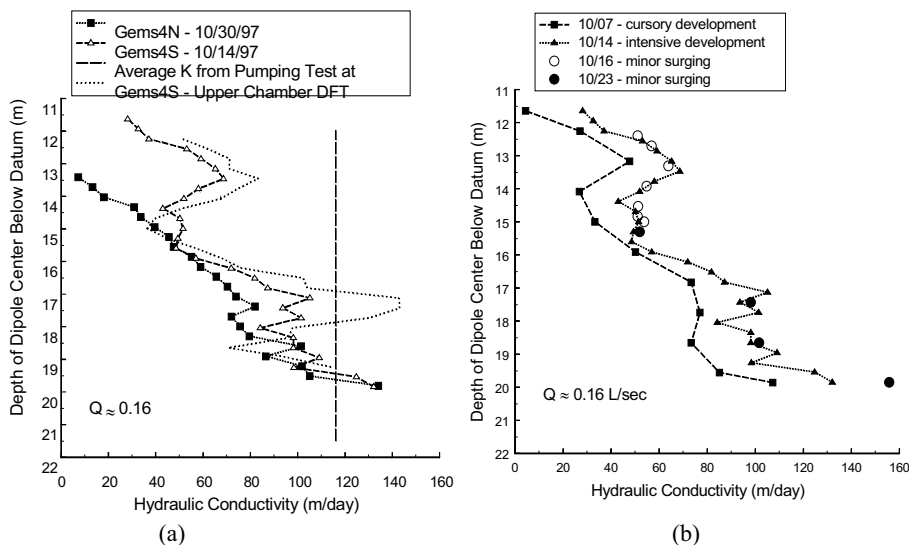 Gems4N - 10/30/97
Gems4S - 10/14/97
Average K from Pumping Test at
Gems4S - Upper Chamber DFT
11
12
13
14
15
16
17
18
19
20
21
22
Depth of Dipole Center Below Datum (m)
Q ≈ 0.16
0 20 40 60 80 100 120 140 160
Hydraulic Conductivity (m/day)
(a)
10/07 - cursory development
10/14 - intensive development
10/16 - minor surging
10/23 - minor surging
11
12
13
14
15
16
17
18
19
20
21
22
Depth of Dipole Center Below Datum (m)
Q ≈ 0.16 L/sec
0 20 40 60 80 100 120 140 160
Hydraulic Conductivity (m/day)
(b)